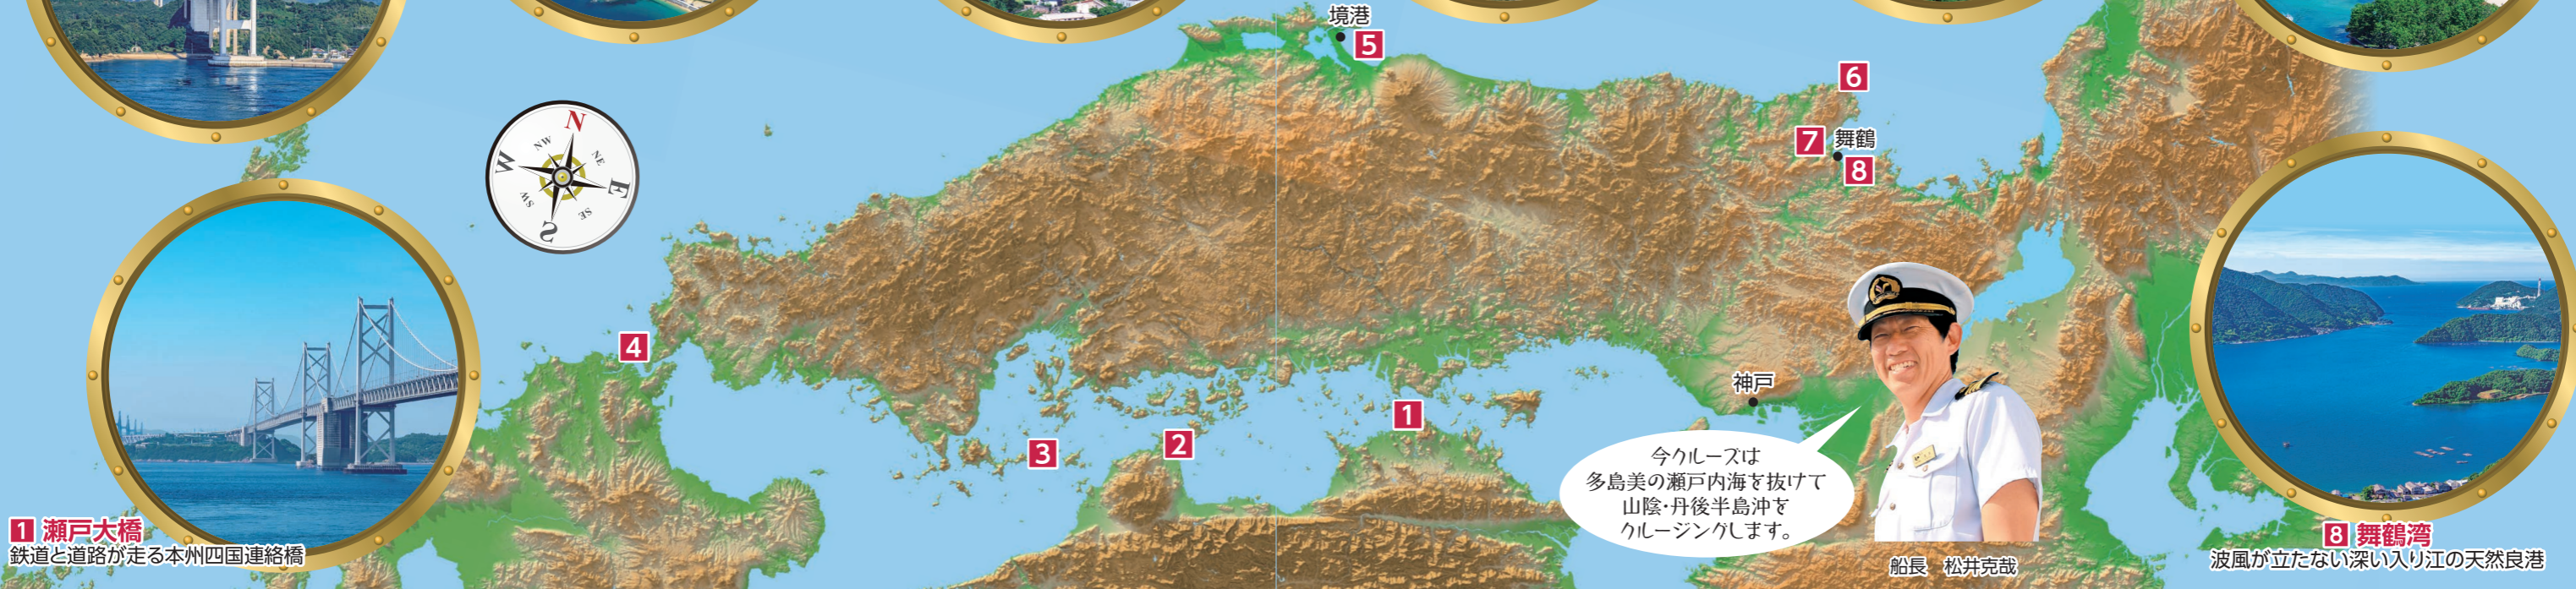 境港
5
6
7
舞鶴
8
N
NE
E
SE
S
SW
W
NW
4
神戸
1
2
3
今クルーズは
多島美の瀬戸内海を抜けて
山陰・丹後半島沖を
クルージングします。
船長 松井克哉
1 瀬戸大橋
鉄道と道路が走る本州四国連絡橋
8 舞鶴湾
波風が立たない深い入り江の天然良港